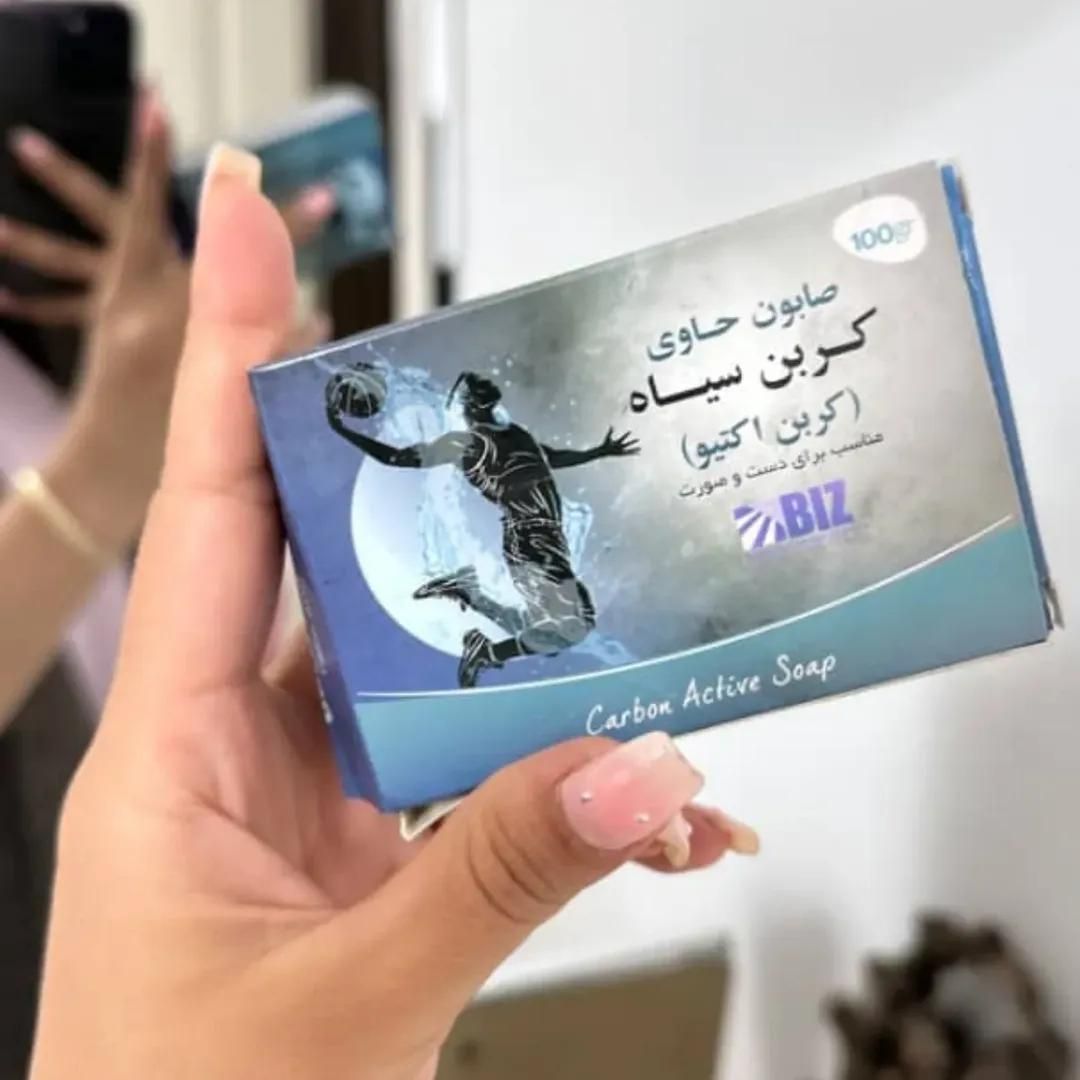 100gr
صابون حاوی
کربن سیاه
(کربن اکتیو)
مناسب برای دست و صورت
BIZ
Carbon Active Soap